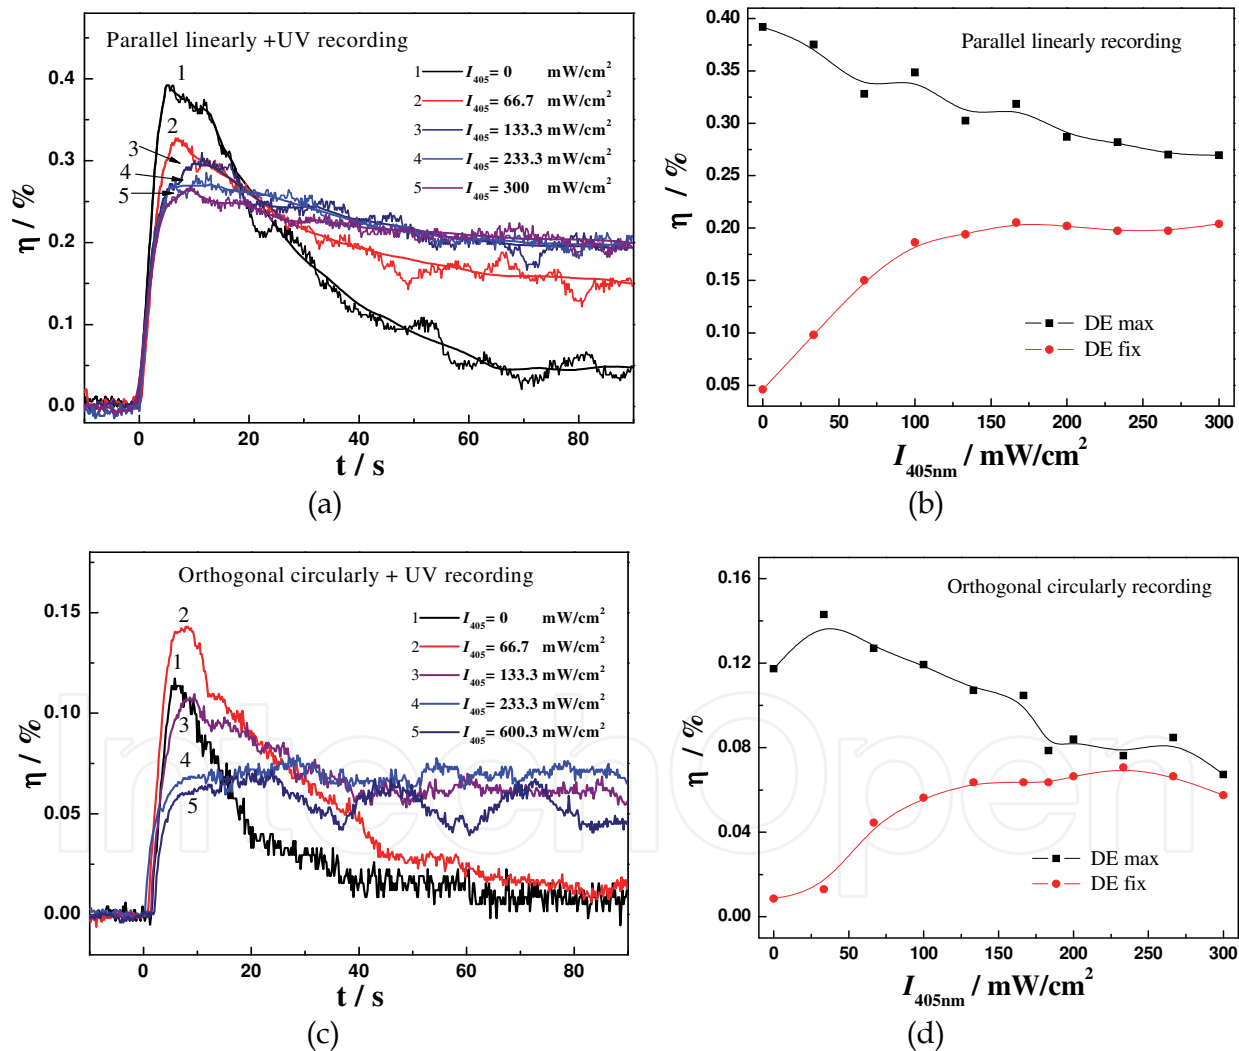 Parallel linearly +UV recording
1 I405= 0 mW/cm2
2 I405= 66.7 mW/cm2
3 I405= 133.3 mW/cm2
4 I405= 233.3 mW/cm2
5 I405= 300 mW/cm2
1
2
3
4
5
η / %
0.4
0.3
0.2
0.1
0.0
0 20 40 60 80
t / s
(a)
Parallel linearly recording
η / %
0.40
0.35
0.30
0.25
0.20
0.15
0.10
0.05
DE max
DE fix
0 50 100 150 200 250 300
I405nm / mW/cm2
(b)
Orthogonal circularly + UV recording
1 I405= 0 mW/cm2
2 I405= 66.7 mW/cm2
3 I405= 133.3 mW/cm2
4 I405= 233.3 mW/cm2
5 I405= 600.3 mW/cm2
2
1
3
4
5
η / %
0.15
0.10
0.05
0.00
0 20 40 60 80
t / s
(c)
Orthogonal circularly recording
η / %
0.16
0.12
0.08
0.04
0.00
DE max
DE fix
0 50 100 150 200 250 300
I405nm / mW/cm2
(d)
IntechOpen